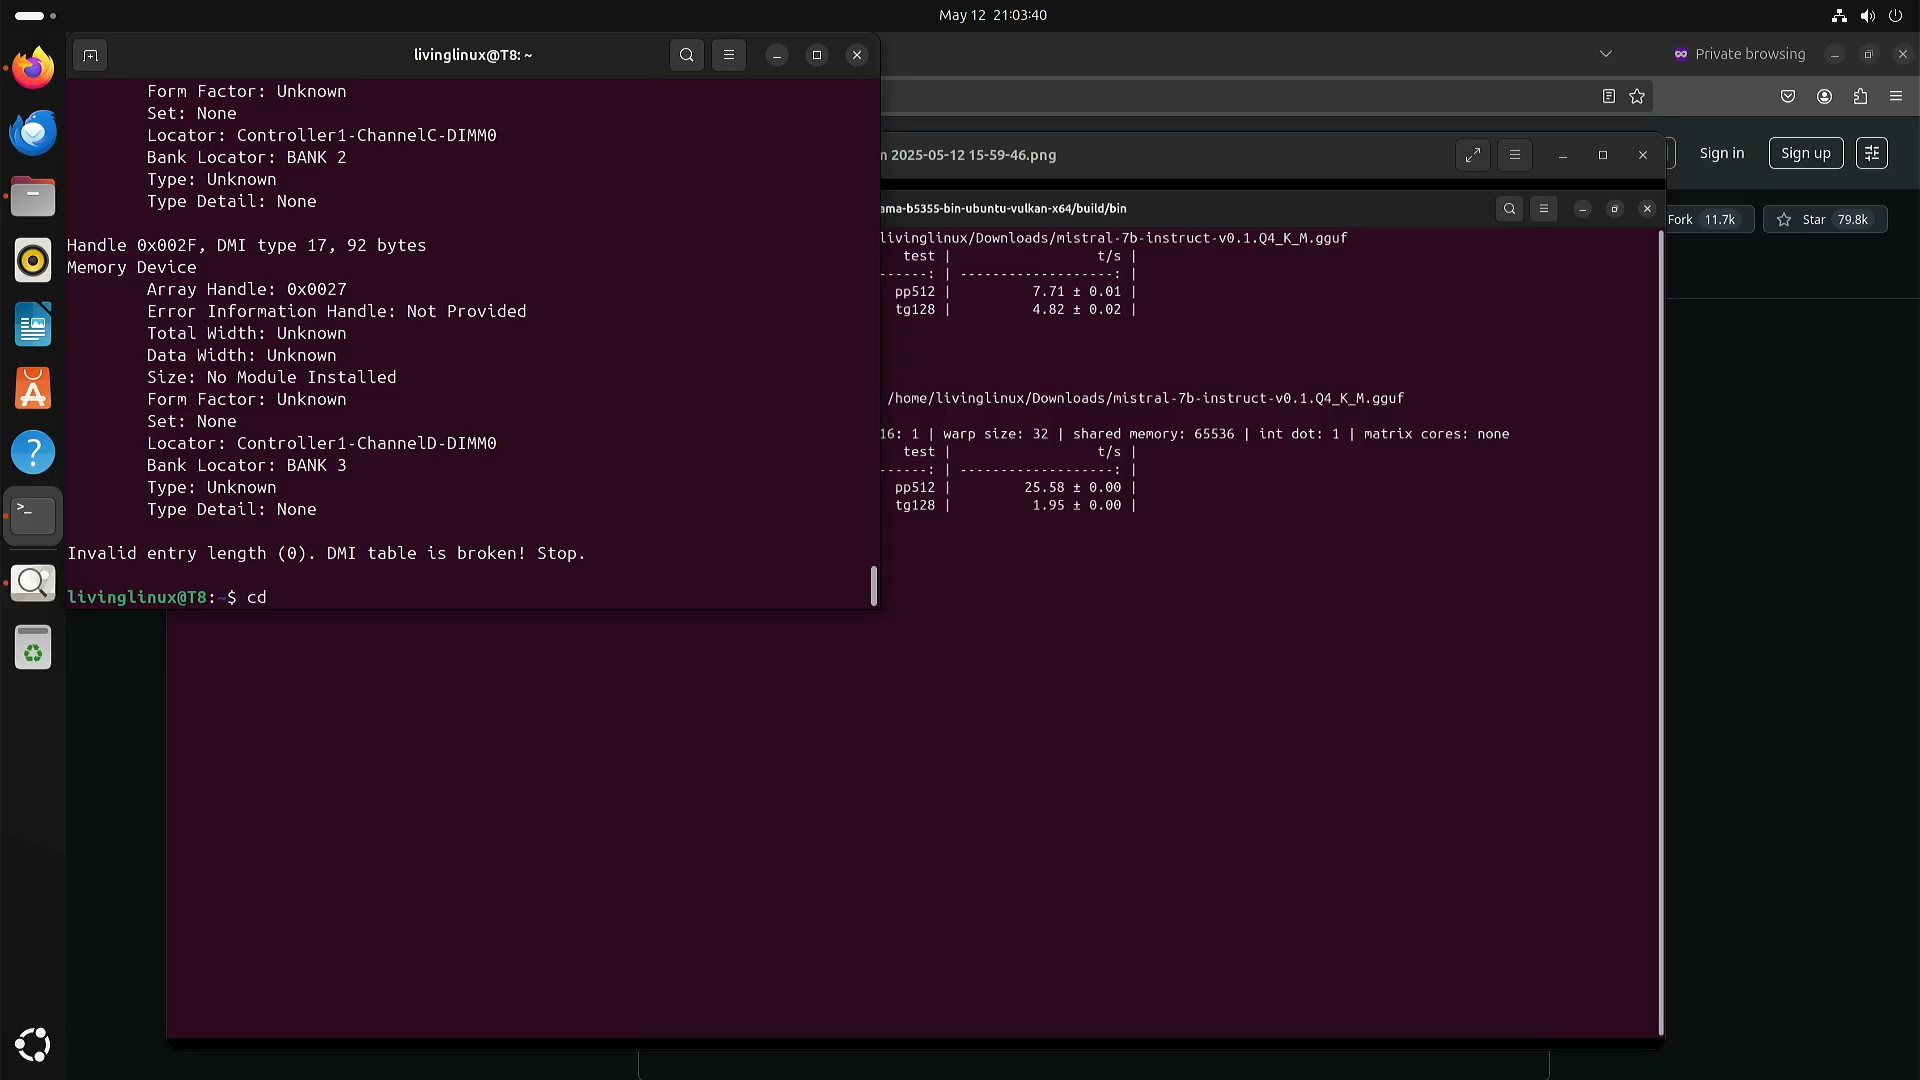 May 12 21:03:40
livinglinux@T8: ~
Form Factor: Unknown
Set: None
Locator: Controller1-ChannelC-DIMM0
Bank Locator: BANK 2
Type: Unknown
Type Detail: None
Handle 0x002F, DMI type 17, 92 bytes
Memory Device
Array Handle: 0x0027
Error Information Handle: Not Provided
Total Width: Unknown
Data Width: Unknown
Size: No Module Installed
Form Factor: Unknown
Set: None
Locator: Controller1-ChannelD-DIMM0
Bank Locator: BANK 3
Type: Unknown
Type Detail: None
Invalid entry length (0). DMI table is broken! Stop.
livinglinux@T8:~$ cd
Private browsing
n 2025-05-12 15-59-46.png
Sign in
Sign up
Fork 11.7k
Star 79.8k
ama-b5355-bin-ubuntu-vulkan-x64/build/bin
livinglinux/Downloads/mistral-7b-instruct-v0.1.Q4_K_M.gguf
test | t/s |
------: | -------------------: |
pp512 | 7.71 ± 0.01 |
tg128 | 4.82 ± 0.02 |
/home/livinglinux/Downloads/mistral-7b-instruct-v0.1.Q4_K_M.gguf
16: 1 | warp size: 32 | shared memory: 65536 | int dot: 1 | matrix cores: none
test | t/s |
------: | -------------------: |
pp512 | 25.58 ± 0.00 |
tg128 | 1.95 ± 0.00 |